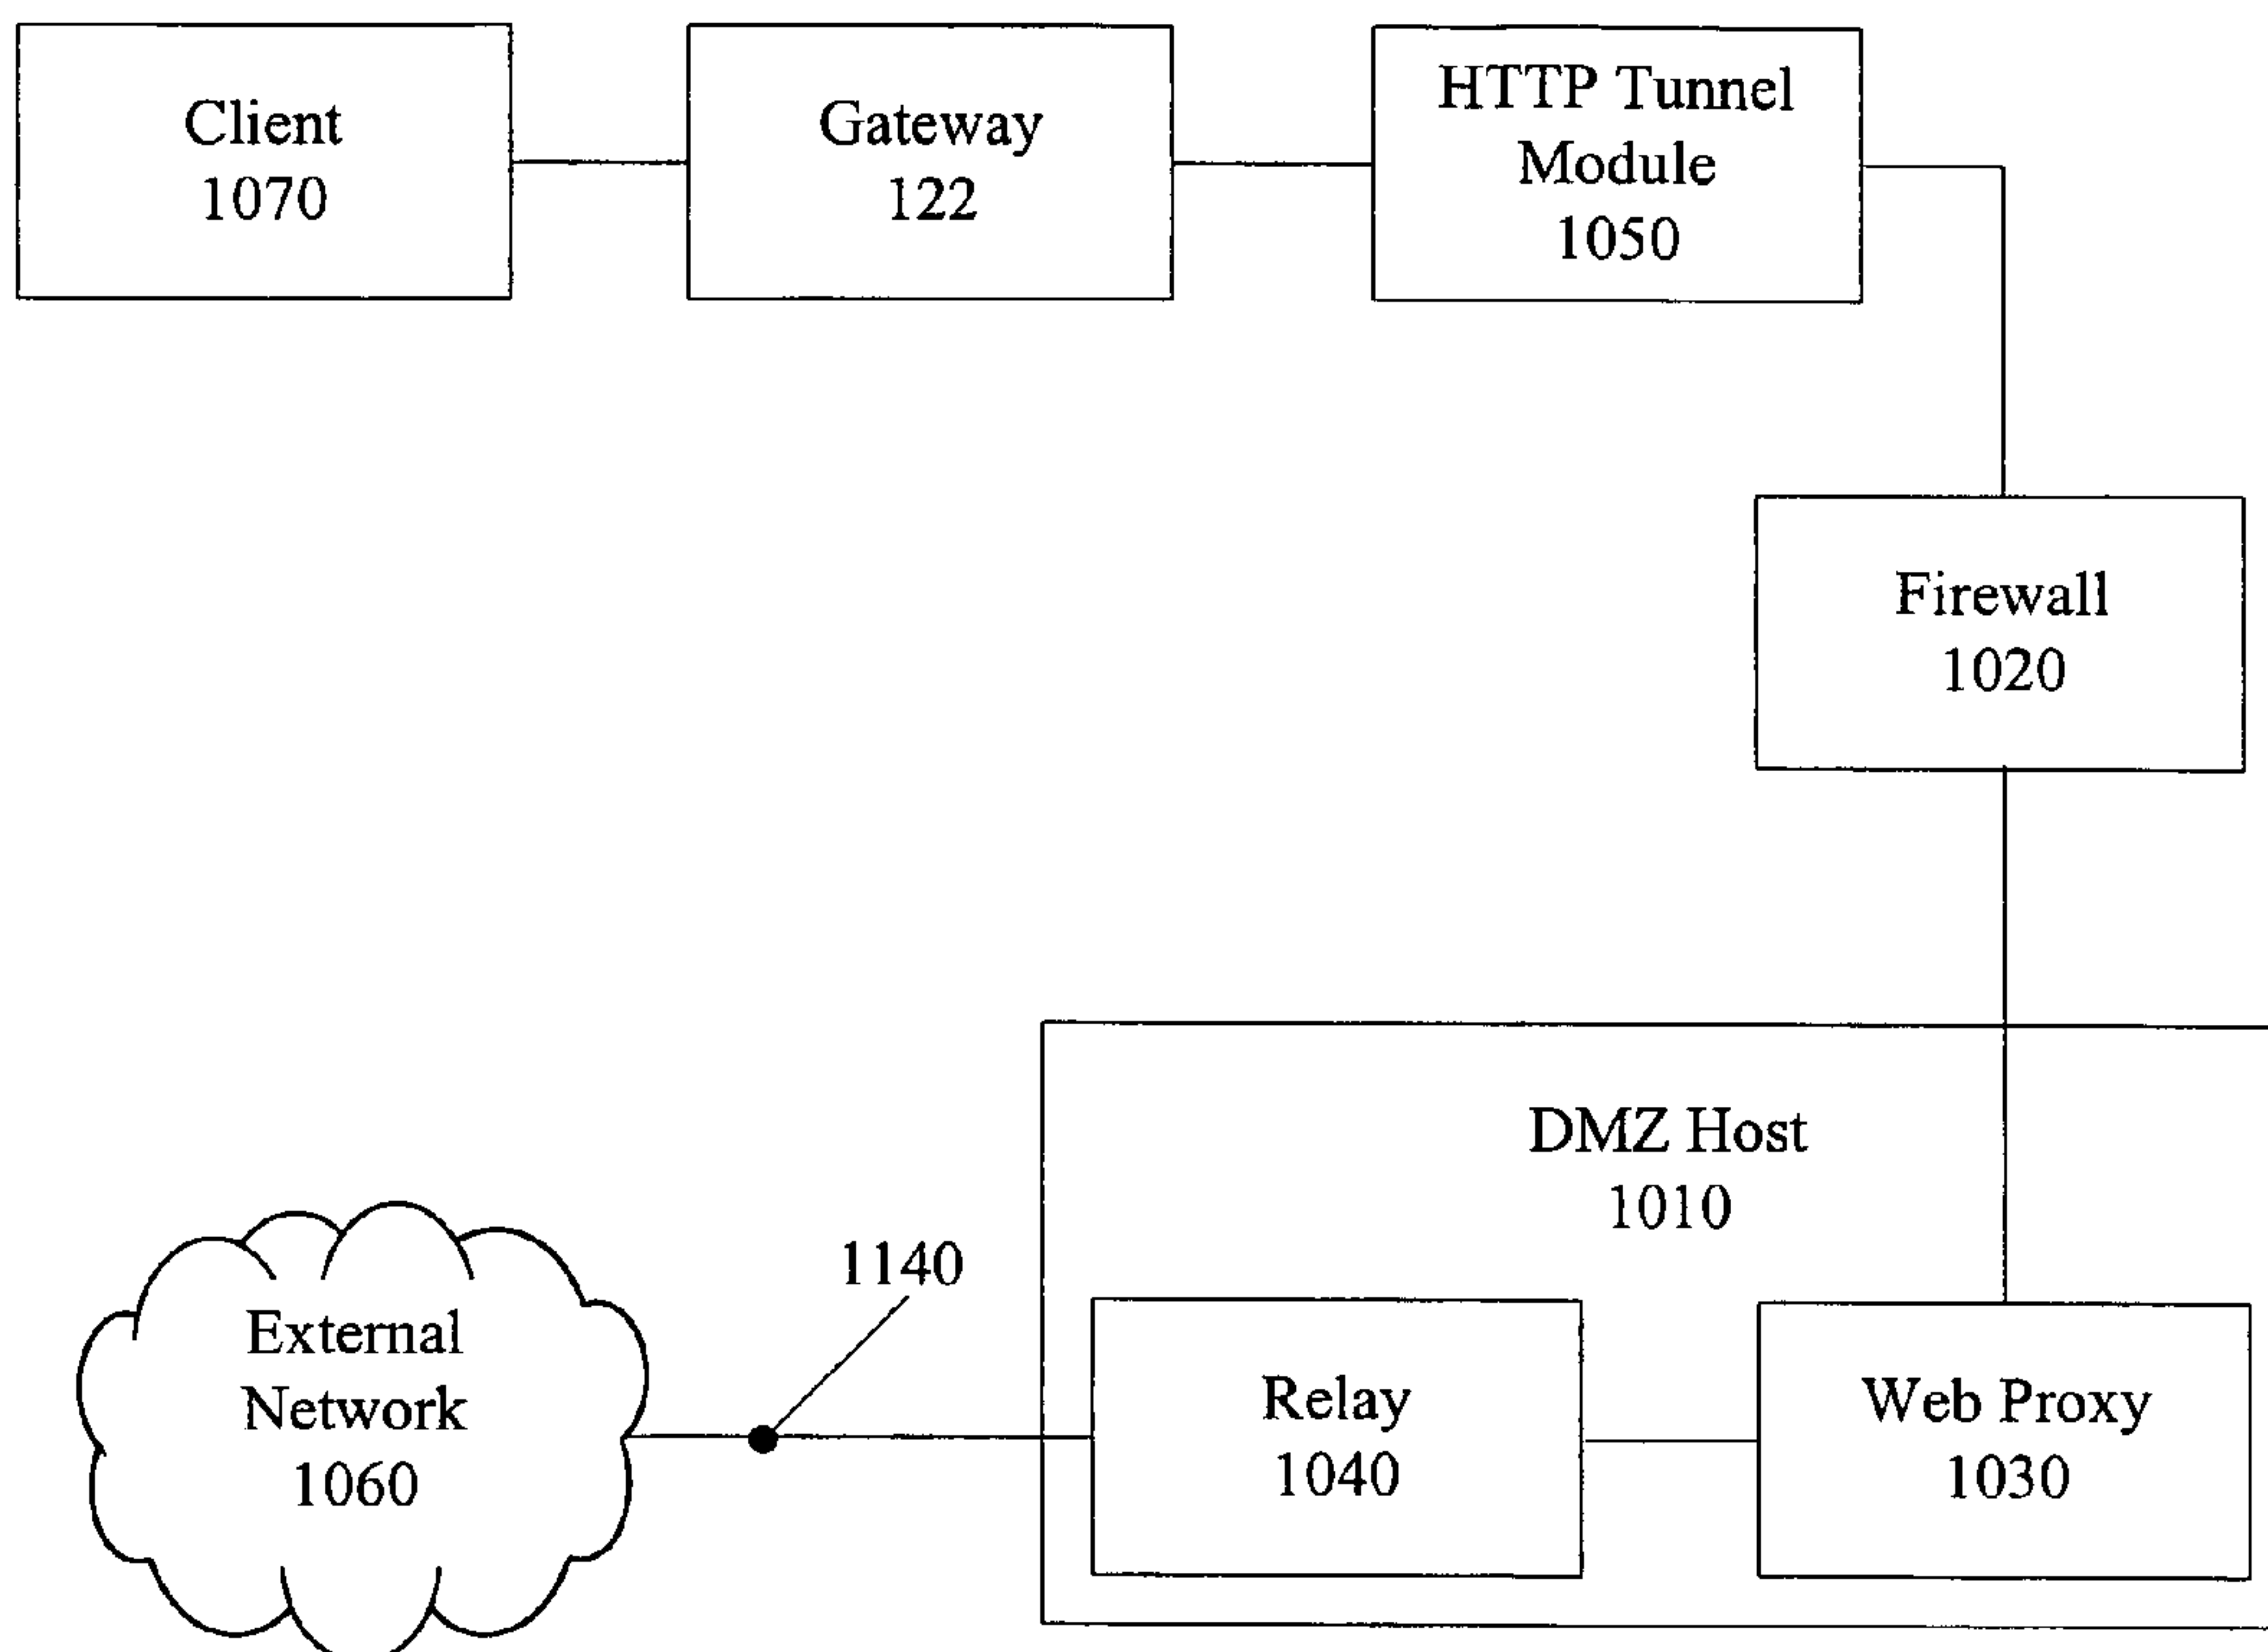 Client
1070
Gateway
122
HTTP Tunnel
Module
1050
Firewall
1020
DMZ Host
1010
1140
External
Network
1060
Relay
1040
Web Proxy
1030